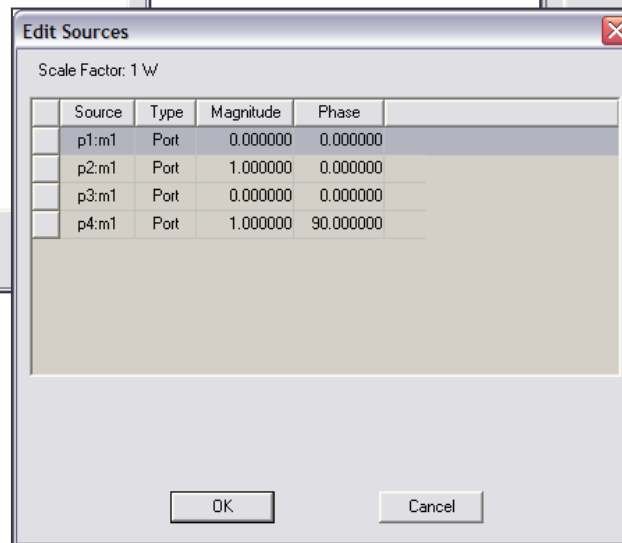 Edit Sources
Scale Factor: 1 W
Source Type Magnitude Phase
p1:m1 Port 0.000000 0.000000
p2:m1 Port 1.000000 0.000000
p3:m1 Port 0.000000 0.000000
p4:m1 Port 1.000000 90.000000
OK Cancel